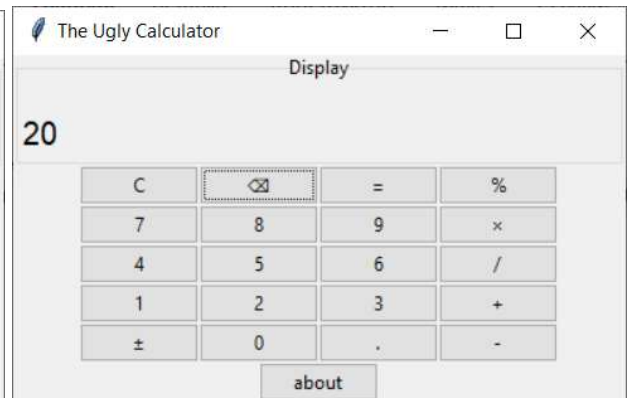 The Ugly Calculator
Display
20
C ⌫ = %
7 8 9 ×
4 5 6 /
1 2 3 +
± 0 . -
about